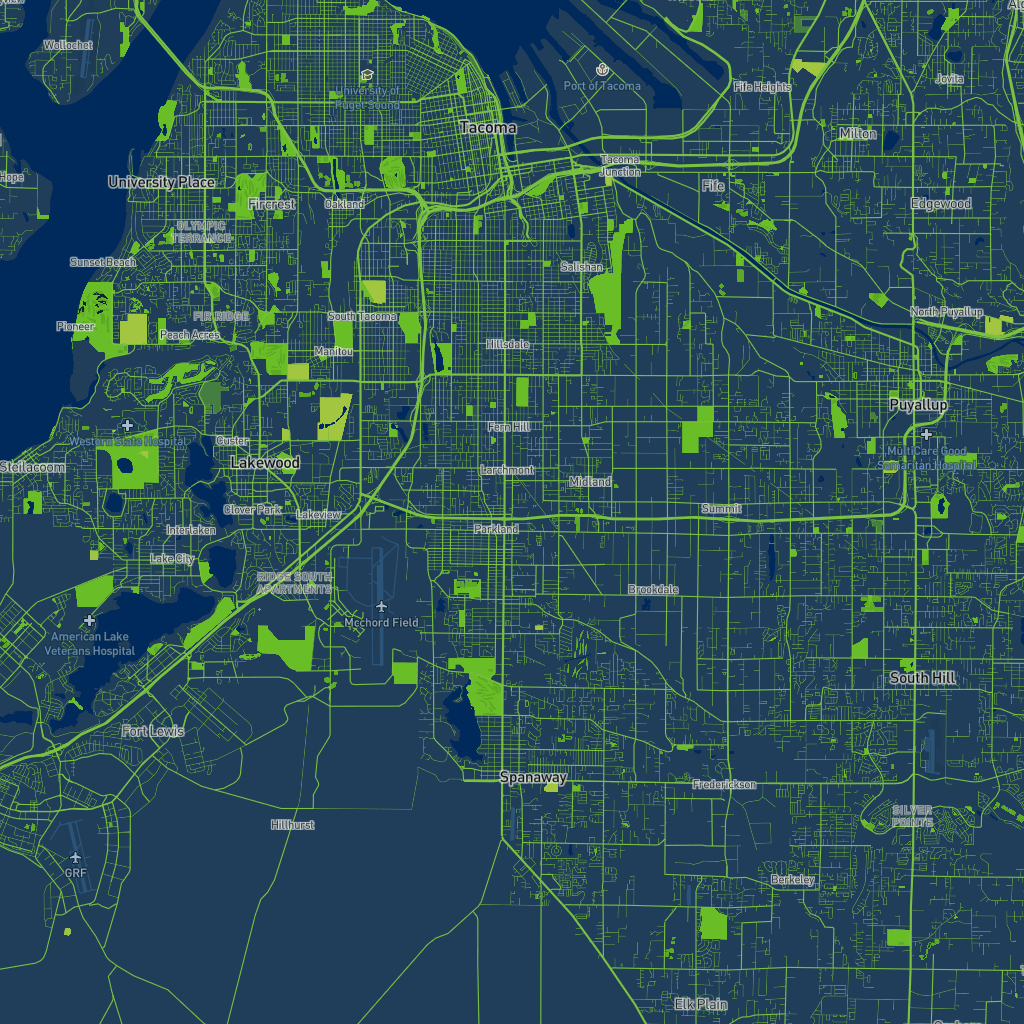 Wollochet
University of
Puget Sound
Port of Tacoma
Fife Heights
Jovila
Tacoma
Milton
Tacoma
Junction
Hope
University Place
Fircrest
Oakland
Fife
Edgewood
OLYMPIC
TERRANCE
Sunset Beach
Salishan
Pioneer
FIR RIDGE
South Tacoma
North Puyallup
Peach Acres
Manitou
Hillsdale
Puyallup
Western State Hospital
Custer
Fern Hill
MultiCare Good
Samaritan Hospital
Steilacoom
Lakewood
Larchmont
Midland
Clover Park
Lakeview
Summit
Interlaken
Parkland
Lake City
RIDGE SOUTH
APARTMENTS
Brookdale
Mcchord Field
American Lake
Veterans Hospital
South Hill
Fort Lewis
Spanaway
Frederickson
SILVER
POINTS
Hillhurst
GRF
Berkeley
Elk Plain